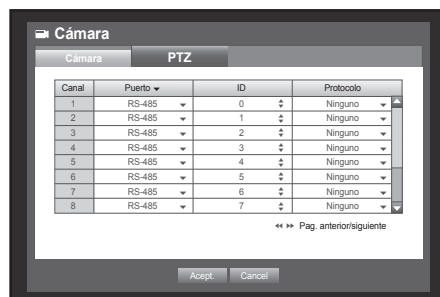 Cámara
Cámara PTZ
Canal Puerto ID Protocolo
1 RS-485 0 Ninguno
2 RS-485 1 Ninguno
3 RS-485 2 Ninguno
4 RS-485 3 Ninguno
5 RS-485 4 Ninguno
6 RS-485 5 Ninguno
7 RS-485 6 Ninguno
8 RS-485 7 Ninguno
Pag. anterior/siguiente
Acept. Cancel